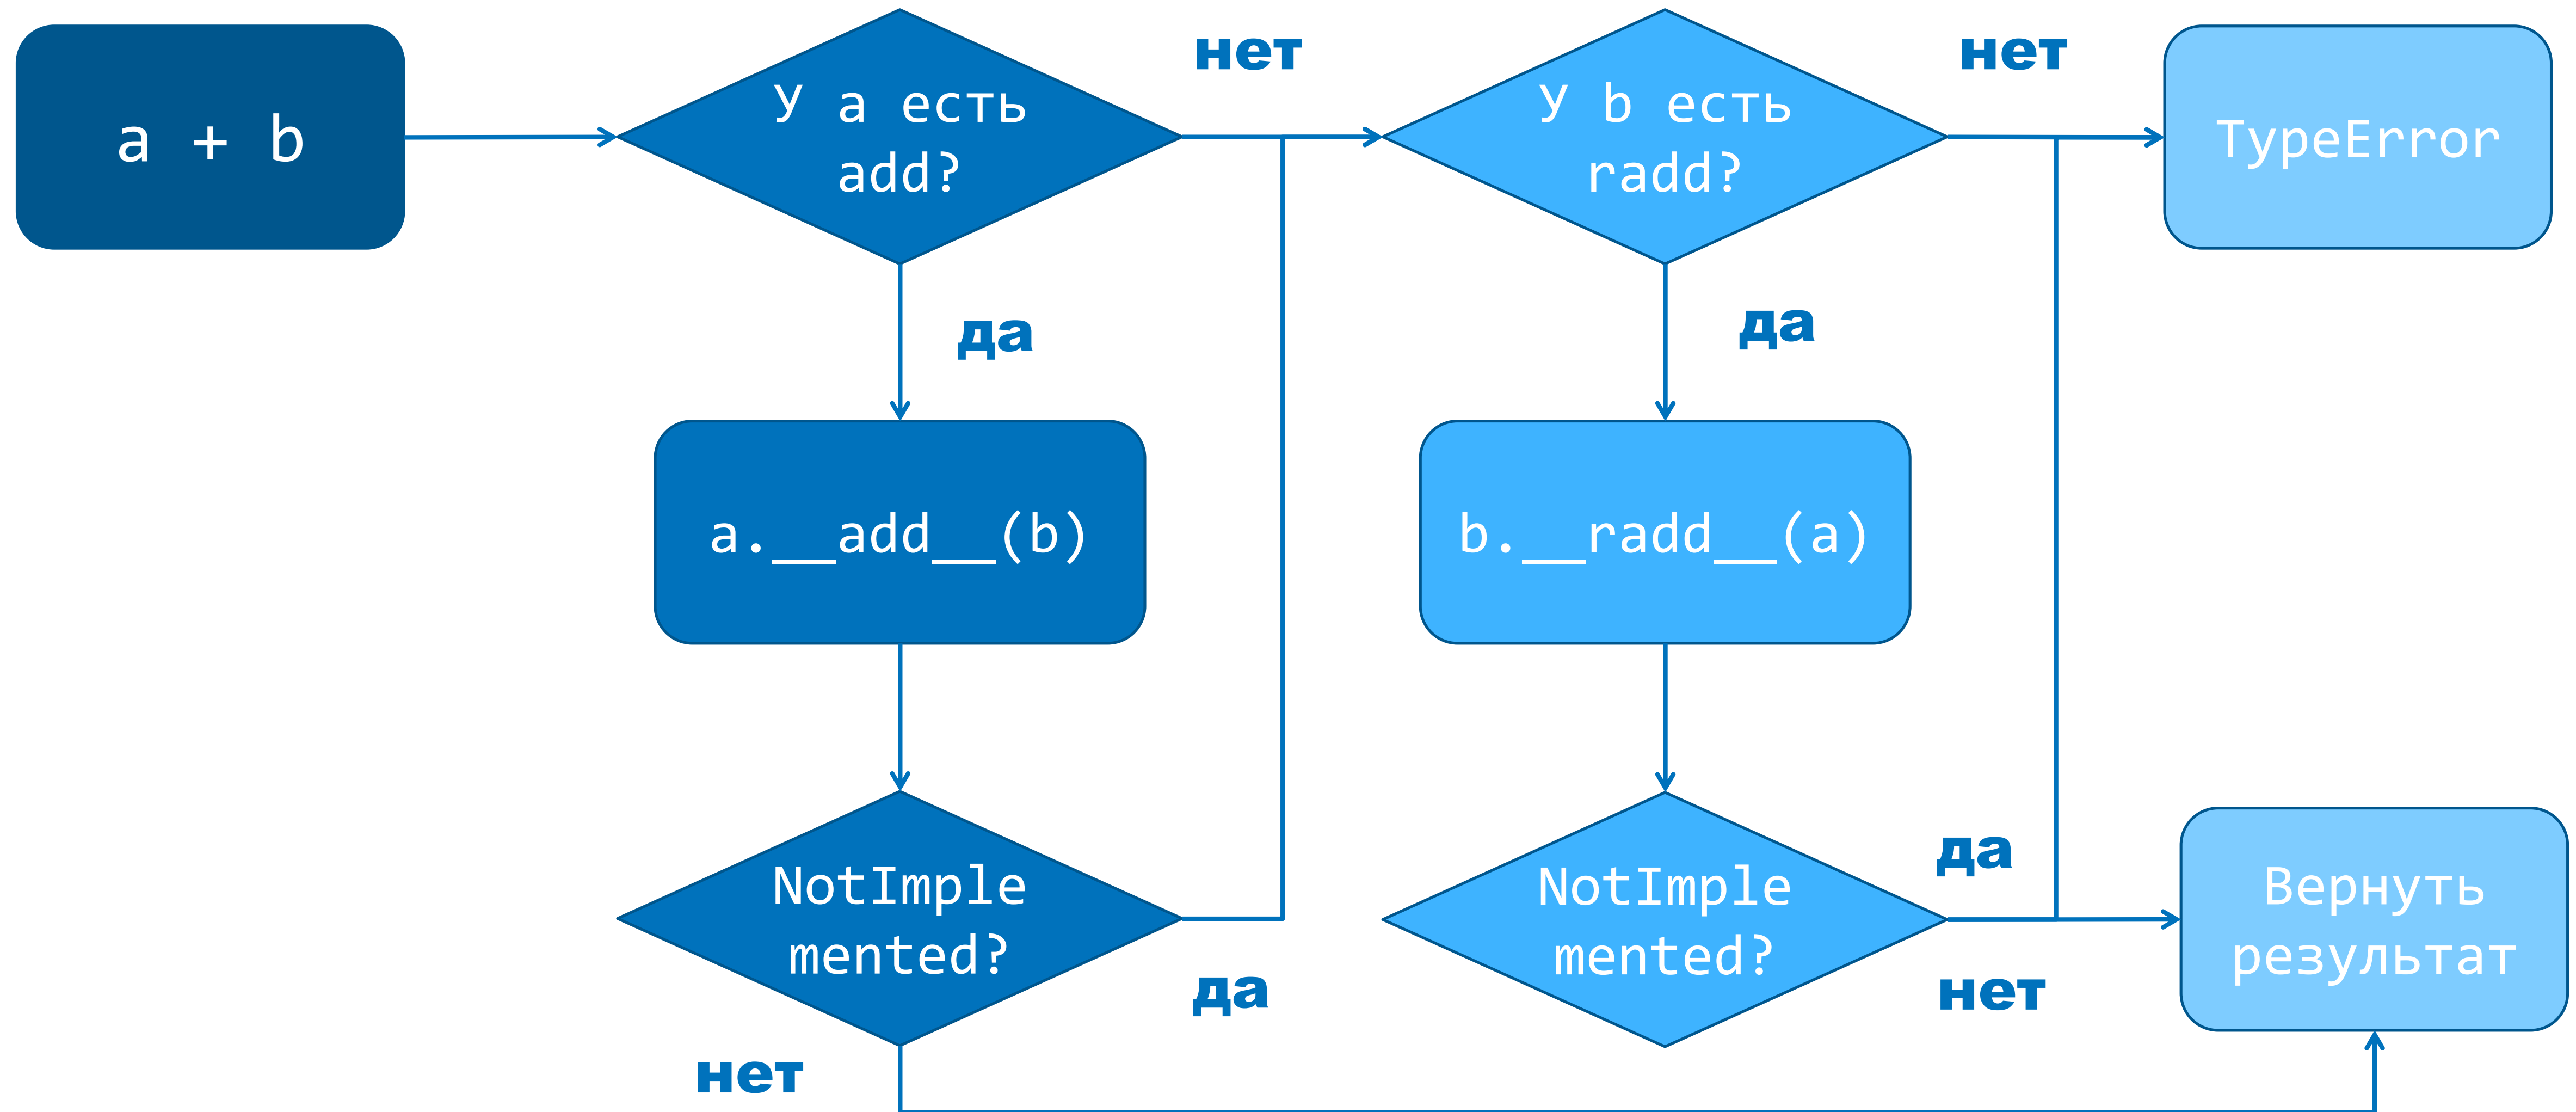 a + b
У a есть
add?
нет
У b есть
radd?
нет
TypeError
да
да
a.__add__(b)
b.__radd__(a)
NotImple
mented?
да
нет
NotImple
mented?
да
нет
Вернуть
результат